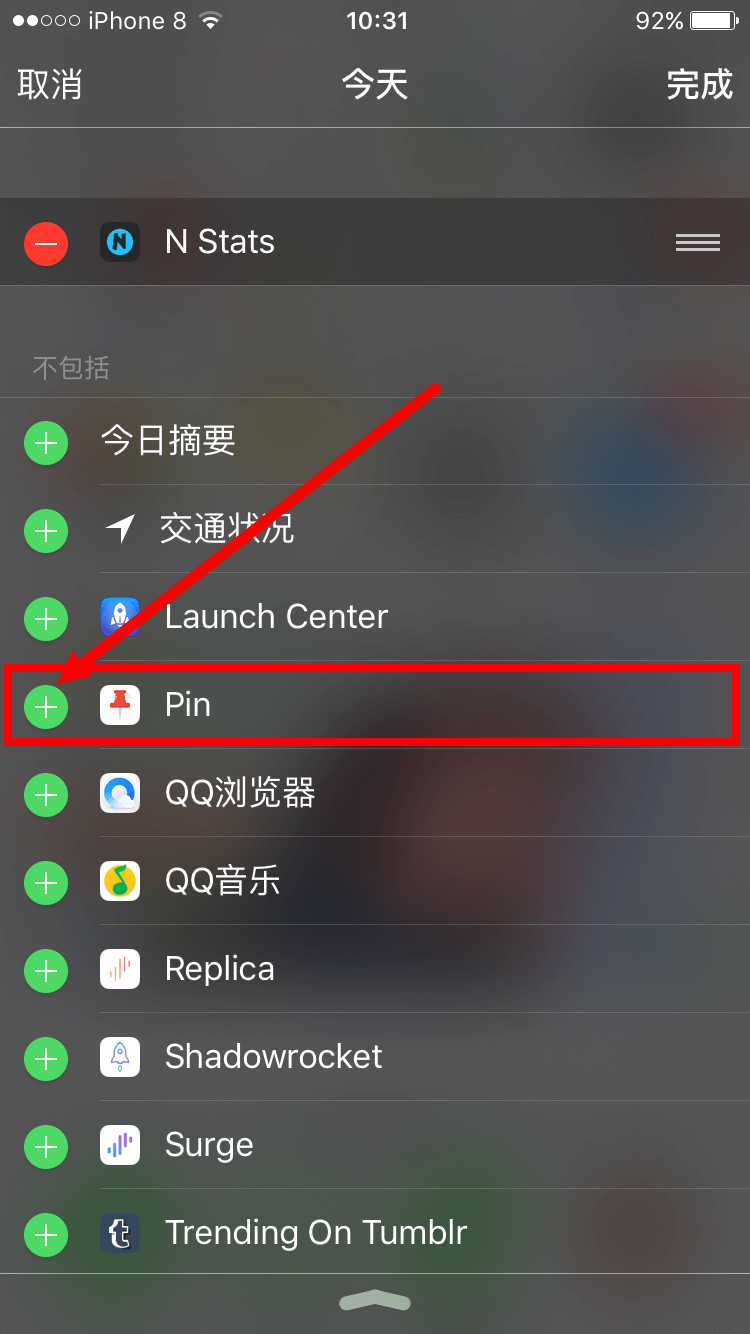 iPhone 8 10:31 92%
取消 今天 完成
N Stats
不包括
今日摘要
交通状况
Launch Center
Pin
QQ浏览器
QQ音乐
Replica
Shadowrocket
Surge
Trending On Tumblr